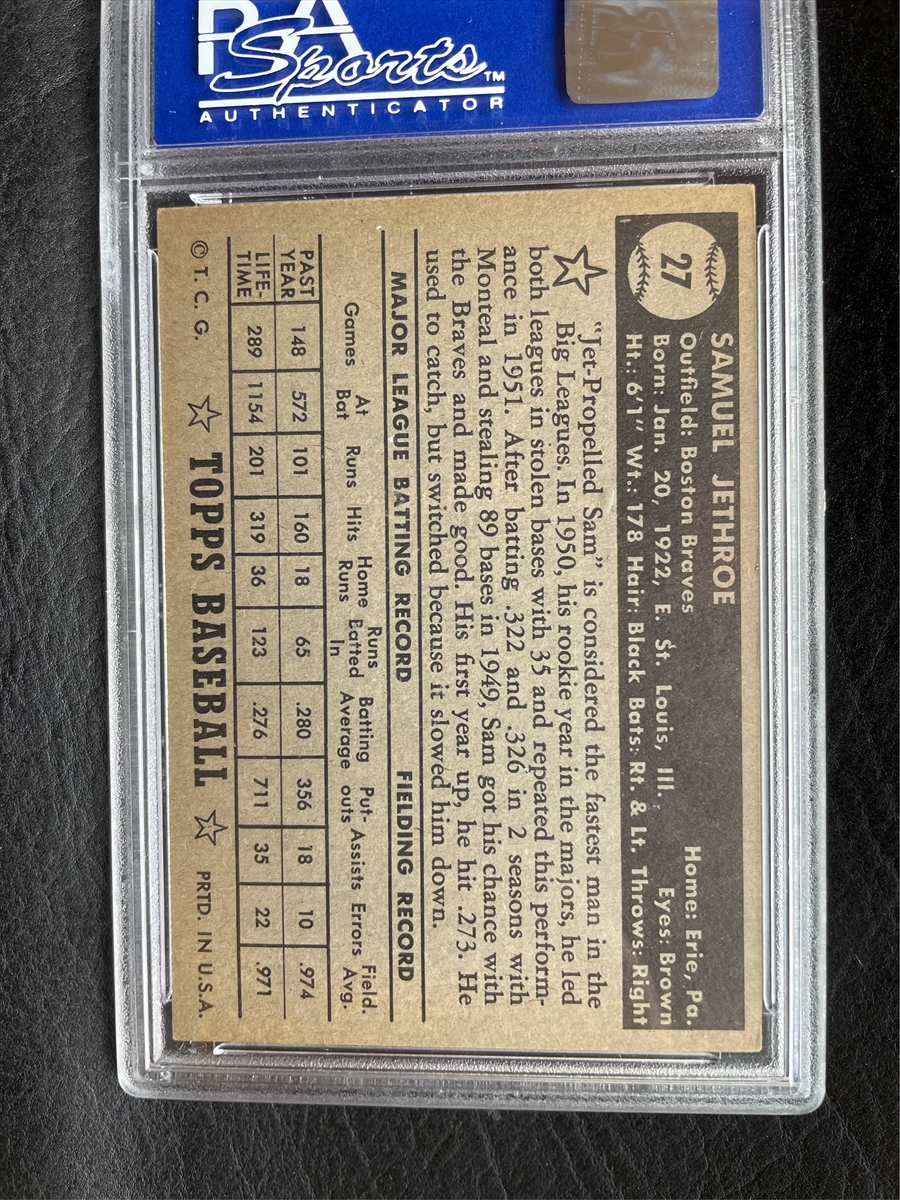 PSA
Sports™
AUTHENTICATOR
27
SAMUEL JETHROE
Outfield: Boston Braves Home: Erie, Pa.
Born: Jan. 20, 1922, E. St. Louis, Ill. Eyes: Brown
Ht.: 6'1" Wt.: 178 Hair: Black Bats: Rt. & Lt. Throws: Right
"Jet-Propelled Sam" is considered the fastest man in the
Big Leagues. In 1950, his rookie year in the majors, he led
both leagues in stolen bases with 35 and repeated this perform-
ance in 1951. After batting .322 and .326 in 2 seasons with
Monteal and stealing 89 bases in 1949, Sam got his chance with
the Braves and made good. His first year up, he hit .273. He
used to catch, but switched because it slowed him down.
MAJOR LEAGUE BATTING RECORD FIELDING RECORD
Games At Bat Runs Hits Home Runs Runs Batted In Batting Average Put-outs Assists Errors Field. Avg.
PAST YEAR 148 572 101 160 18 65 .280 356 18 10 .974
LIFE-TIME 289 1154 201 319 36 123 .276 711 35 22 .971
© T. C. G. ☆ TOPPS BASEBALL ☆ PRTD. IN U.S.A.